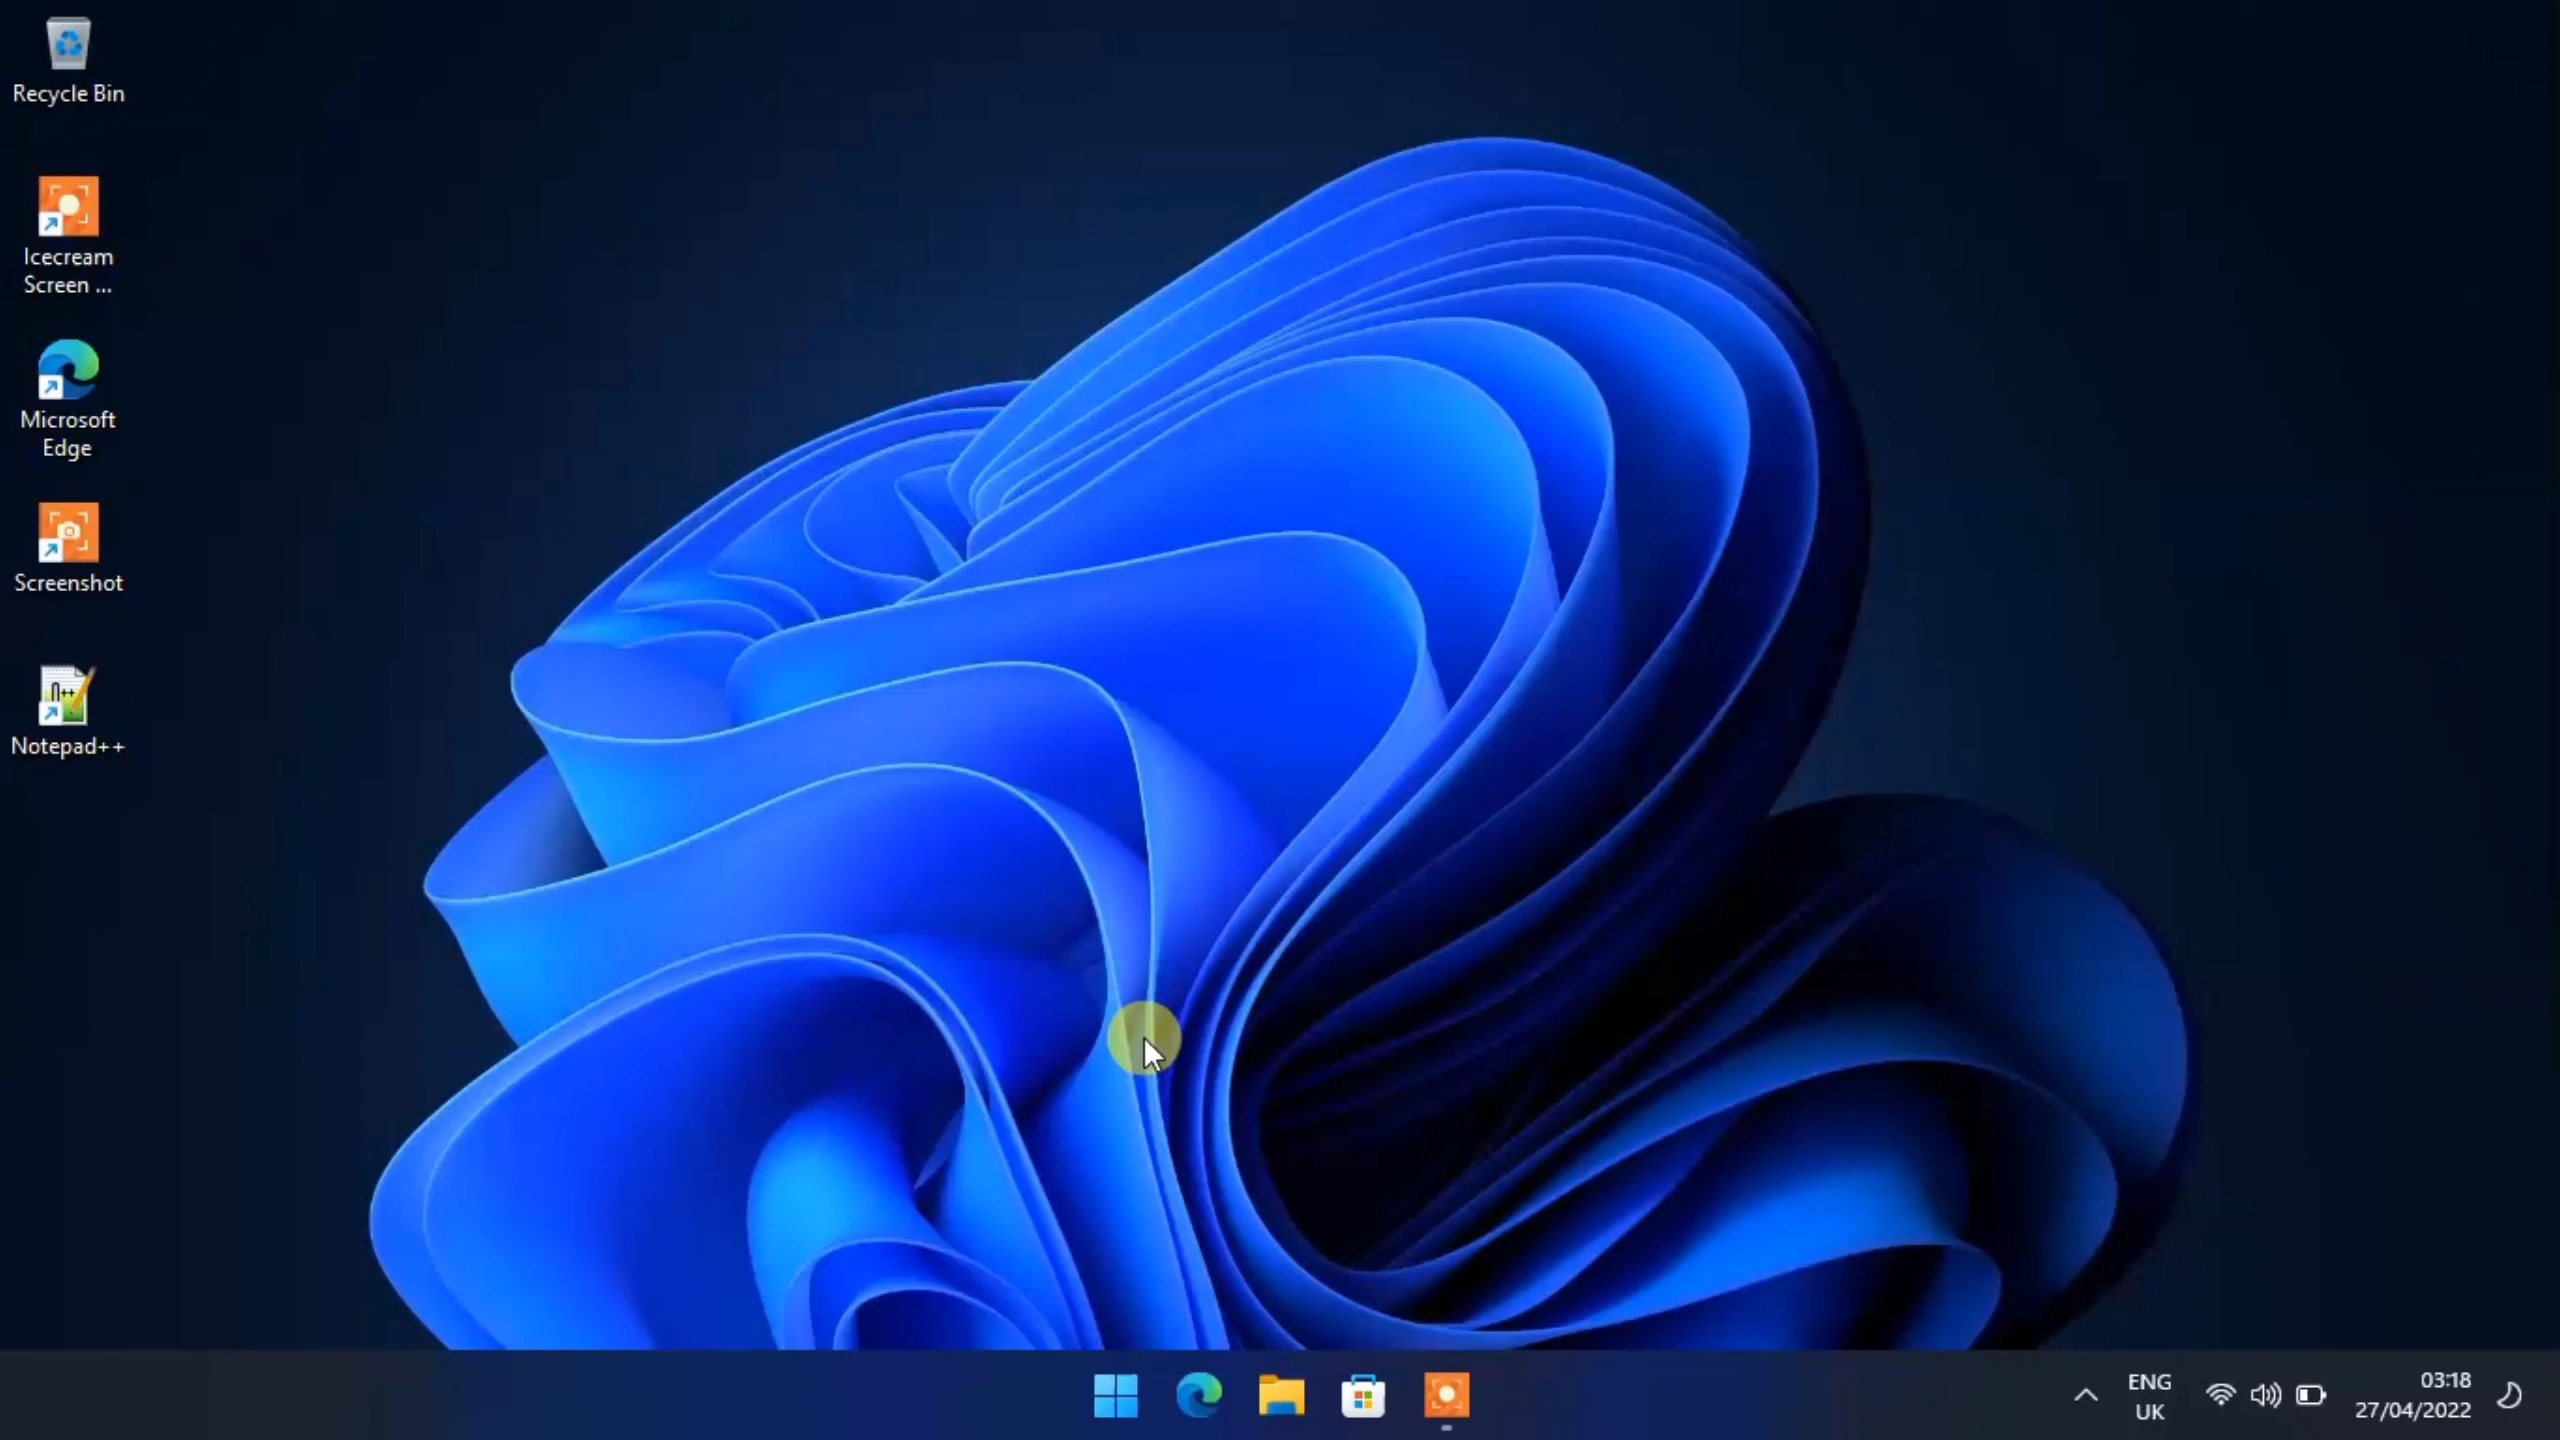 Recycle Bin
Icecream
Screen ...
Microsoft
Edge
Screenshot
Notepad++
ENG
UK
03:18
27/04/2022